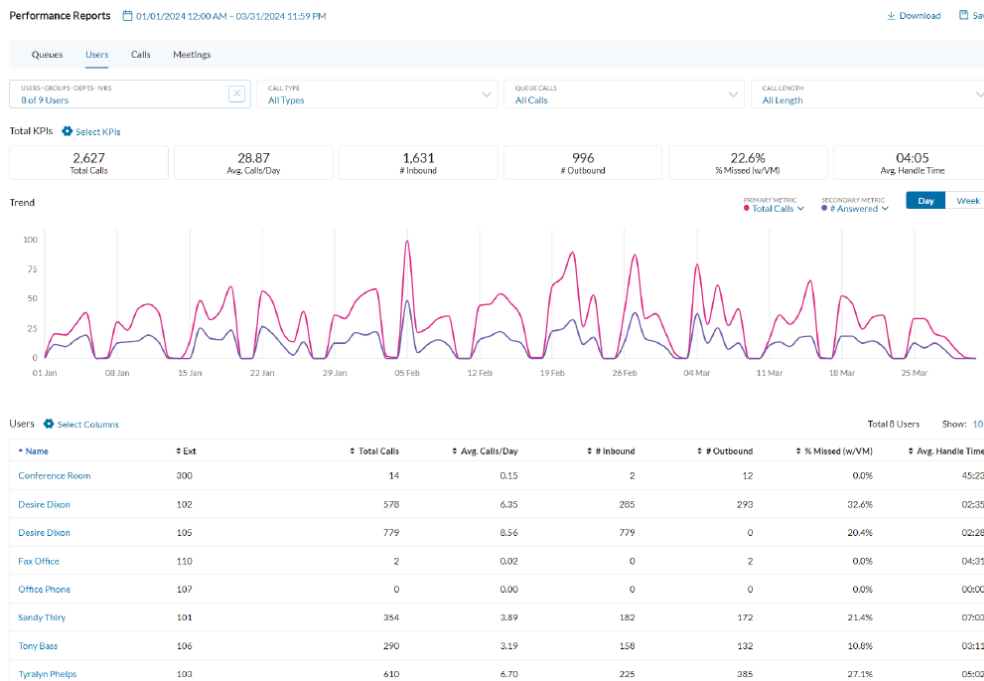 Performance Reports 01/01/2024 12:00 AM – 03/31/2024 11:59 PM Download Sav
Queues Users Calls Meetings
USERS • GROUPS • DEPTS • IVRS CALL TYPE QUEUE CALLS CALL LENGTH
8 of 9 Users All Types All Calls All Length
Total KPIs Select KPIs
2,627 28.87 1,631 996 22.6% 04:05
Total Calls Avg. Calls/Day # Inbound # Outbound % Missed (w/VM) Avg. Handle Time
Trend PRIMARY METRIC SECONDARY METRIC Day Week
Total Calls # Answered
100
75
50
25
0
01 Jan 08 Jan 15 Jan 22 Jan 29 Jan 05 Feb 12 Feb 19 Feb 26 Feb 04 Mar 11 Mar 18 Mar 25 Mar
Users Select Columns Total 8 Users Show: 10
Name Ext Total Calls Avg. Calls/Day # Inbound # Outbound % Missed (w/VM) Avg. Handle Time
Conference Room 300 14 0.15 2 12 0.0% 45:23
Desire Dixon 102 578 6.35 285 293 32.6% 02:35
Desire Dixon 105 779 8.56 779 0 20.4% 02:28
Fax Office 110 2 0.02 0 2 0.0% 04:31
Office Phone 107 0 0.00 0 0 0.0% 00:00
Sandy Thiry 101 354 3.89 182 172 21.4% 07:03
Tony Bass 106 290 3.19 158 132 10.8% 03:11
Tyralyn Phelps 103 610 6.70 225 385 27.1% 05:02